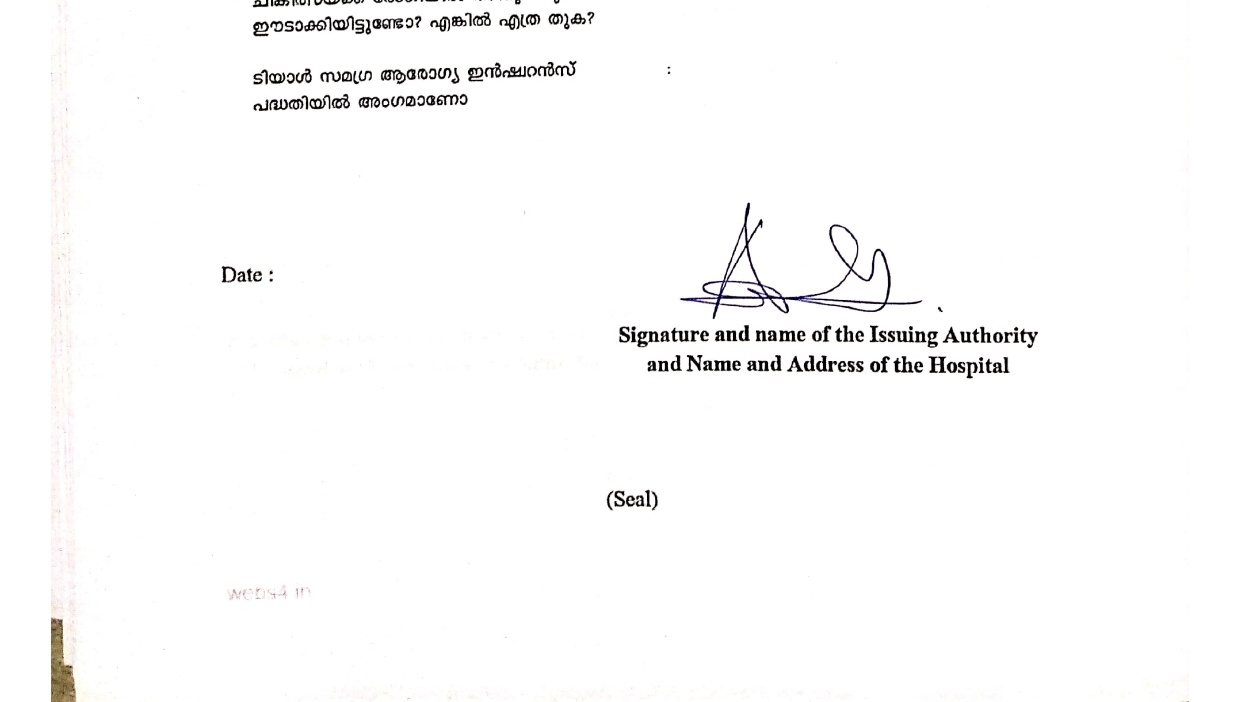 ഈടാക്കിയിട്ടുണ്ടോ? എങ്കിൽ എത്ര തുക?
ടിയാൾ സമഗ്ര ആരോഗ്യ ഇൻഷ്വറൻസ് :
പദ്ധതിയിൽ അംഗമാണോ
Date :
Signature and name of the Issuing Authority
and Name and Address of the Hospital
(Seal)
webs4.in